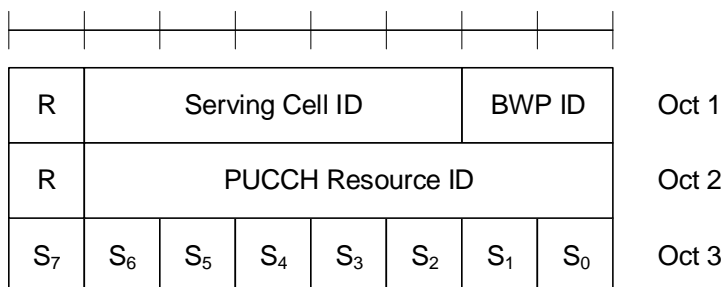 R Serving Cell ID BWP ID Oct 1
R PUCCH Resource ID Oct 2
S₇ S₆ S₅ S₄ S₃ S₂ S₁ S₀ Oct 3